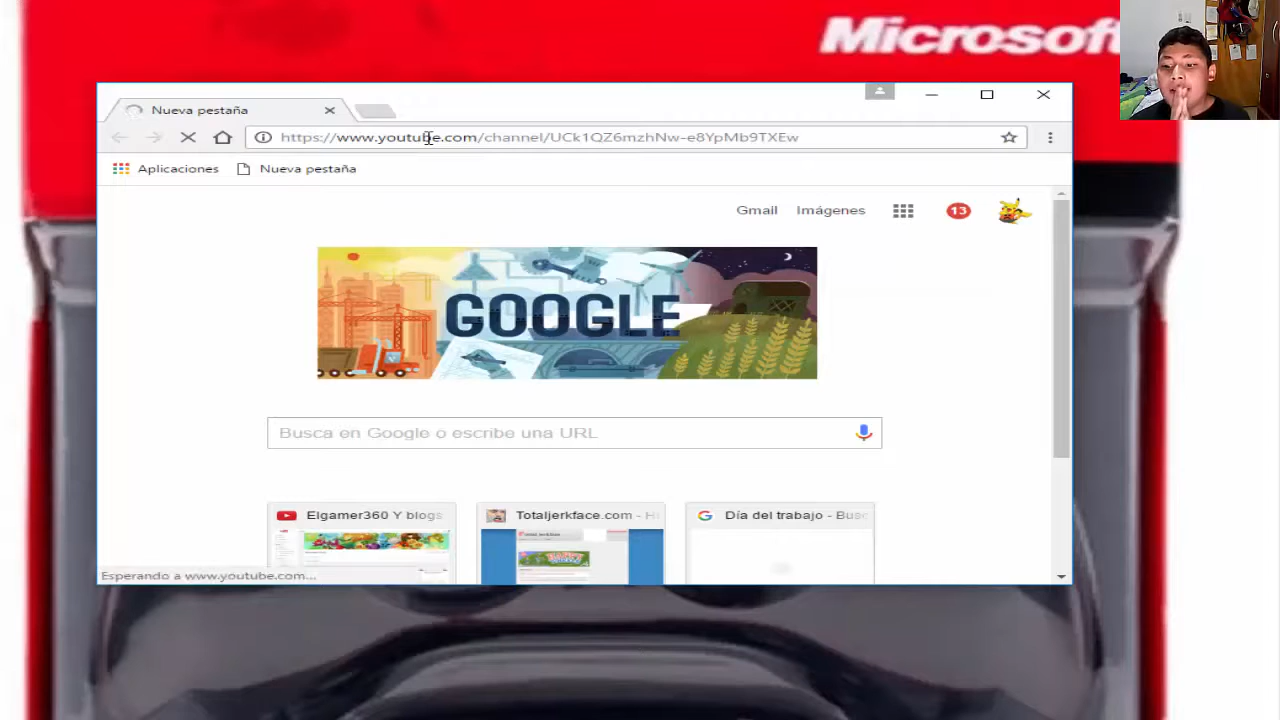 Microsoft
Nueva pestaña
https://www.youtube.com/channel/UCk1QZ6mzhNw-e8YpMb9TXEw
Aplicaciones Nueva pestaña
Gmail Imágenes 13
GOOGLE
Busca en Google o escribe una URL
Elgamer360 Y blogs
Totaljerkface.com - H
Día del trabajo - Busc
Esperando a www.youtube.com...